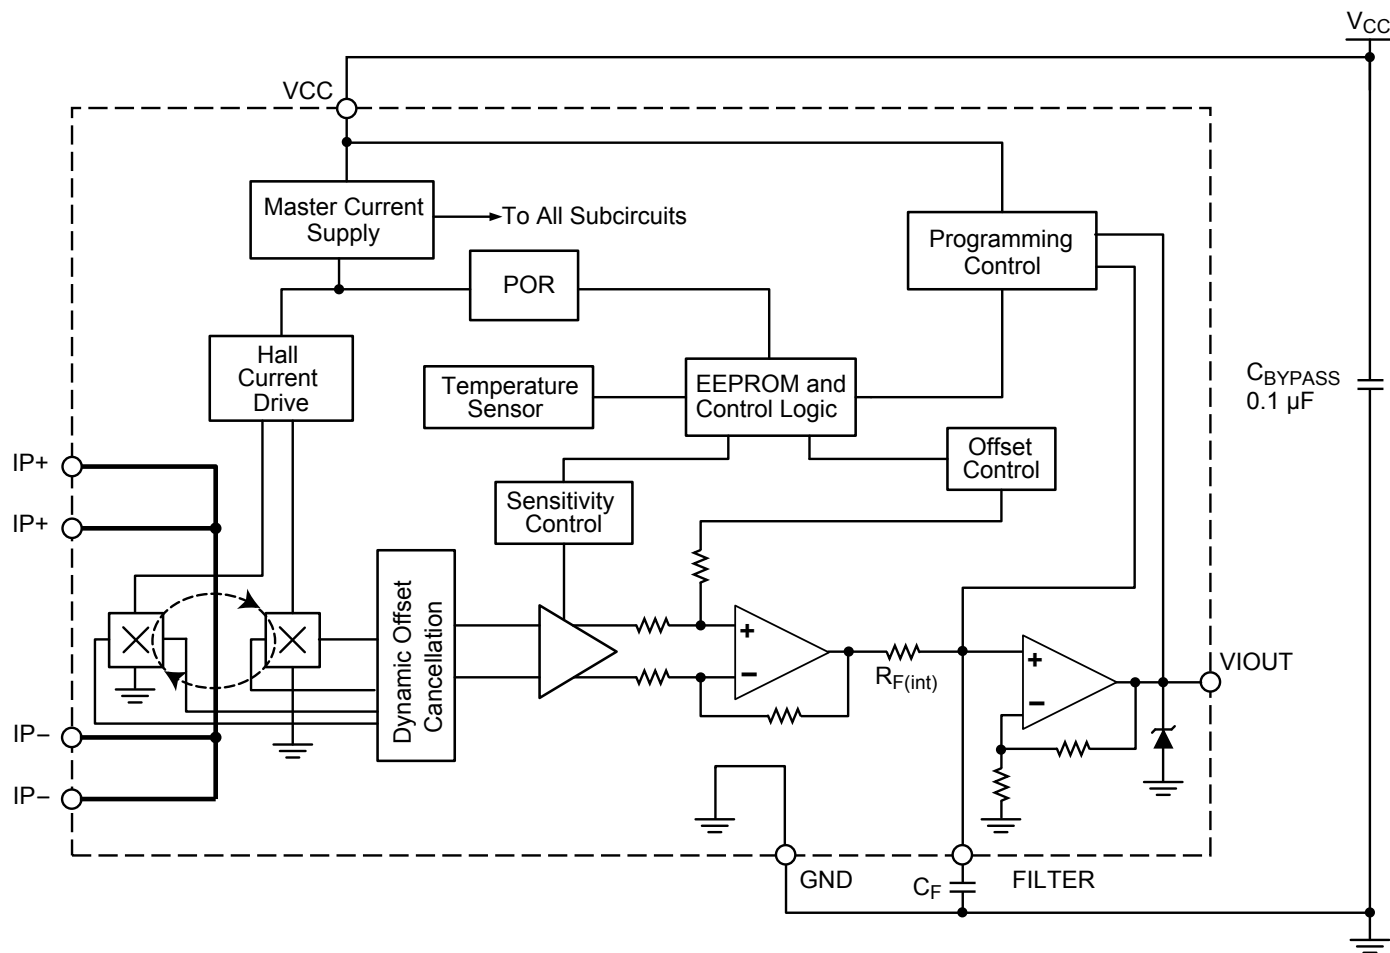 VCC
VCC
Master Current
Supply
To All Subcircuits
Programming
Control
POR
Hall
Current
Drive
Temperature
Sensor
EEPROM and
Control Logic
CBYPASS
0.1 µF
Offset
Control
IP+
Sensitivity
Control
IP+
Dynamic Offset
Cancellation
+
–
RF(int)
+
–
VIOUT
IP–
IP–
GND
CF
FILTER